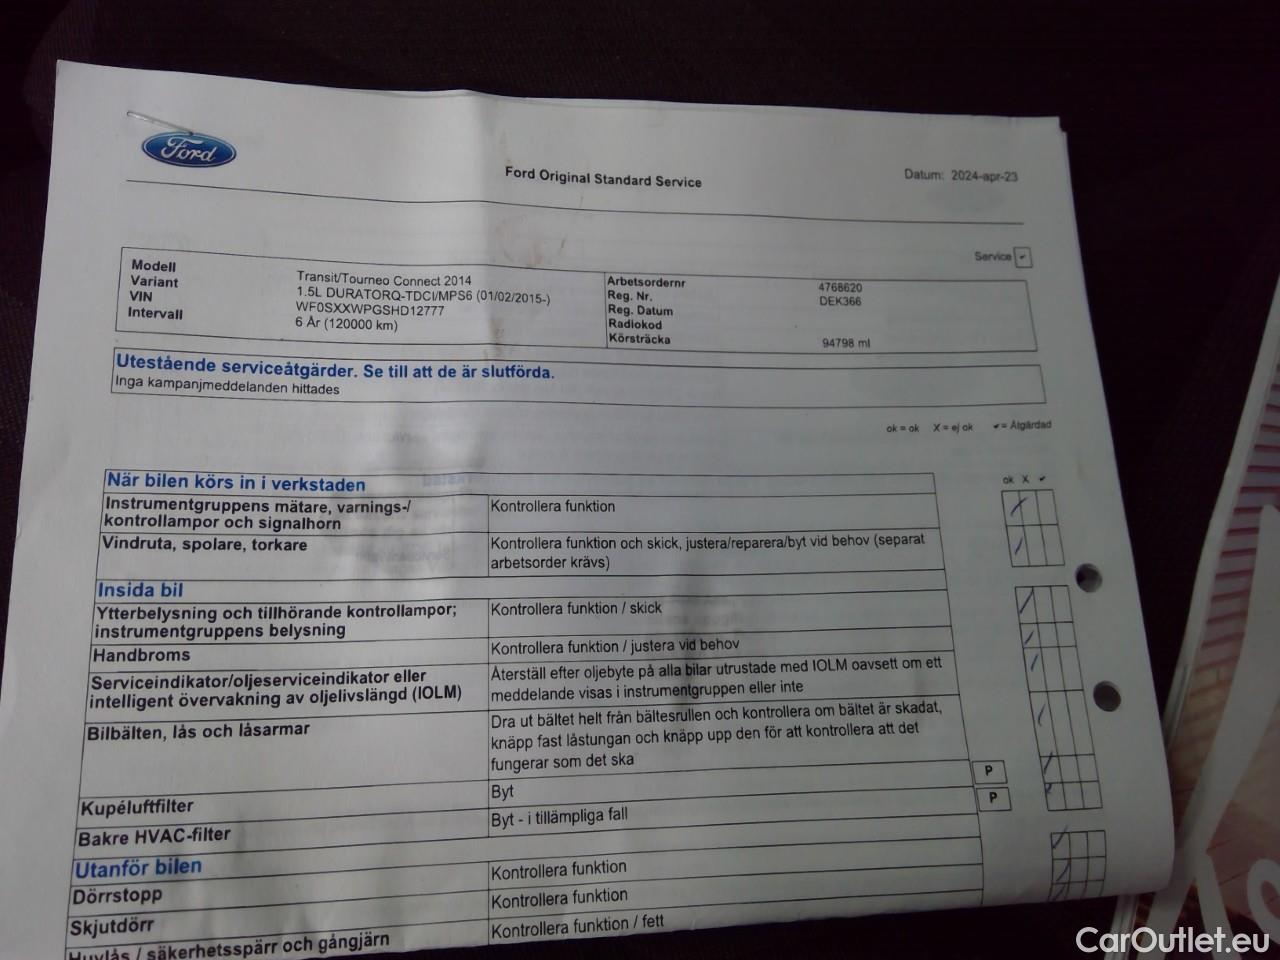 Ford
Ford Original Standard Service
Datum: 2024-apr-23
Service
Modell Transit/Tourneo Connect 2014
Variant 1.5L DURATORQ-TDCI/MPS6 (01/02/2015-)
VIN WF0SXXWPGSHD12777
Intervall 6 År (120000 km)
Arbetsordernr 4768620
Reg. Nr. DEK366
Reg. Datum
Radiokod
Körsträcka 94798 ml
Utestående serviceåtgärder. Se till att de är slutförda.
Inga kampanjmeddelanden hittades
ok = ok X = ej ok ✔= Åtgärdad
När bilen körs in i verkstaden
ok X ✔
Instrumentgruppens mätare, varnings-/
kontrollampor och signalhorn
Kontrollera funktion
Vindruta, spolare, torkare
Kontrollera funktion och skick, justera/reparera/byt vid behov (separat
arbetsorder krävs)
Insida bil
Ytterbelysning och tillhörande kontrollampor;
instrumentgruppens belysning
Kontrollera funktion / skick
Handbroms
Kontrollera funktion / justera vid behov
Serviceindikator/oljeserviceindikator eller
intelligent övervakning av oljelivslängd (IOLM)
Återställ efter oljebyte på alla bilar utrustade med IOLM oavsett om ett
meddelande visas i instrumentgruppen eller inte
Bilbälten, lås och låsarmar
Dra ut bältet helt från bältesrullen och kontrollera om bältet är skadat,
knäpp fast låstungan och knäpp upp den för att kontrollera att det
fungerar som det ska
Kupéluftfilter
Byt
P
Bakre HVAC-filter
Byt - i tillämpliga fall
P
Utanför bilen
Dörrstopp
Kontrollera funktion
Skjutdörr
Kontrollera funktion
Huvlås / säkerhetsspärr och gångjärn
Kontrollera funktion / fett
CarOutlet.eu